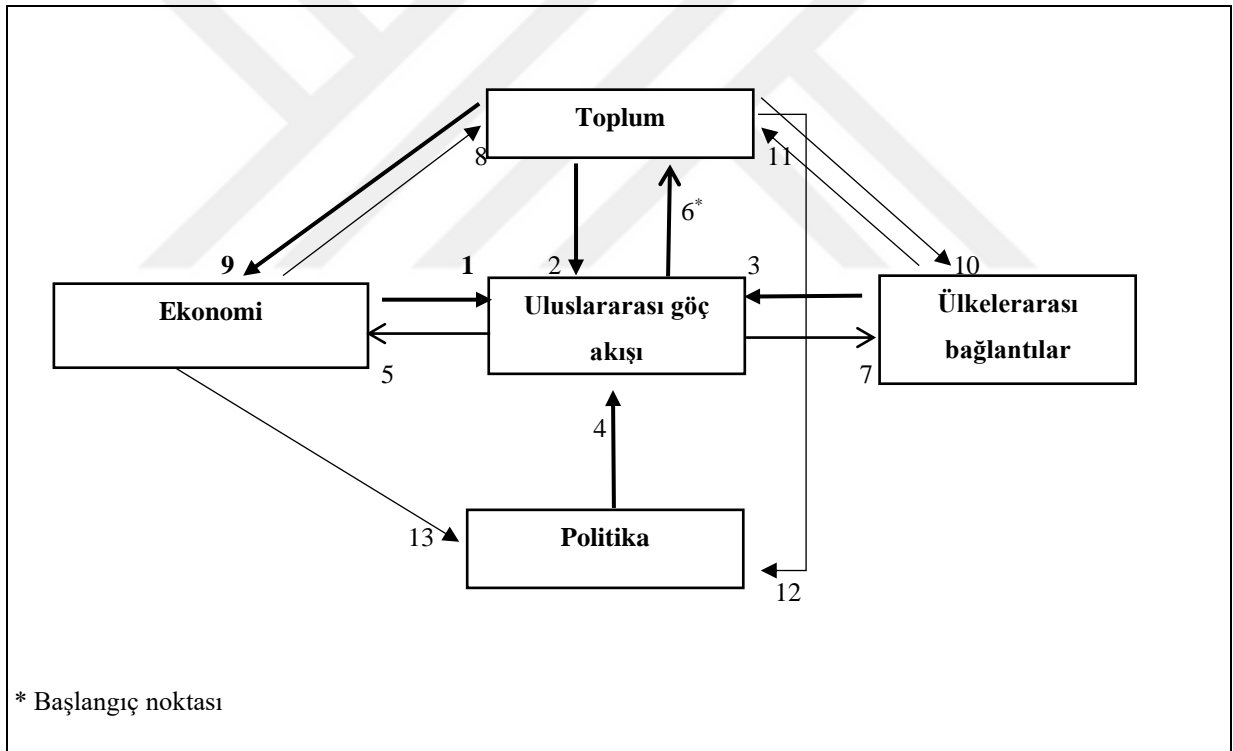 Toplum
8
11
6*
9
1
2
3
10
Ekonomi
Uluslararası göç
akışı
Ülkelerarası
bağlantılar
5
7
4
13
Politika
12
* Başlangıç noktası